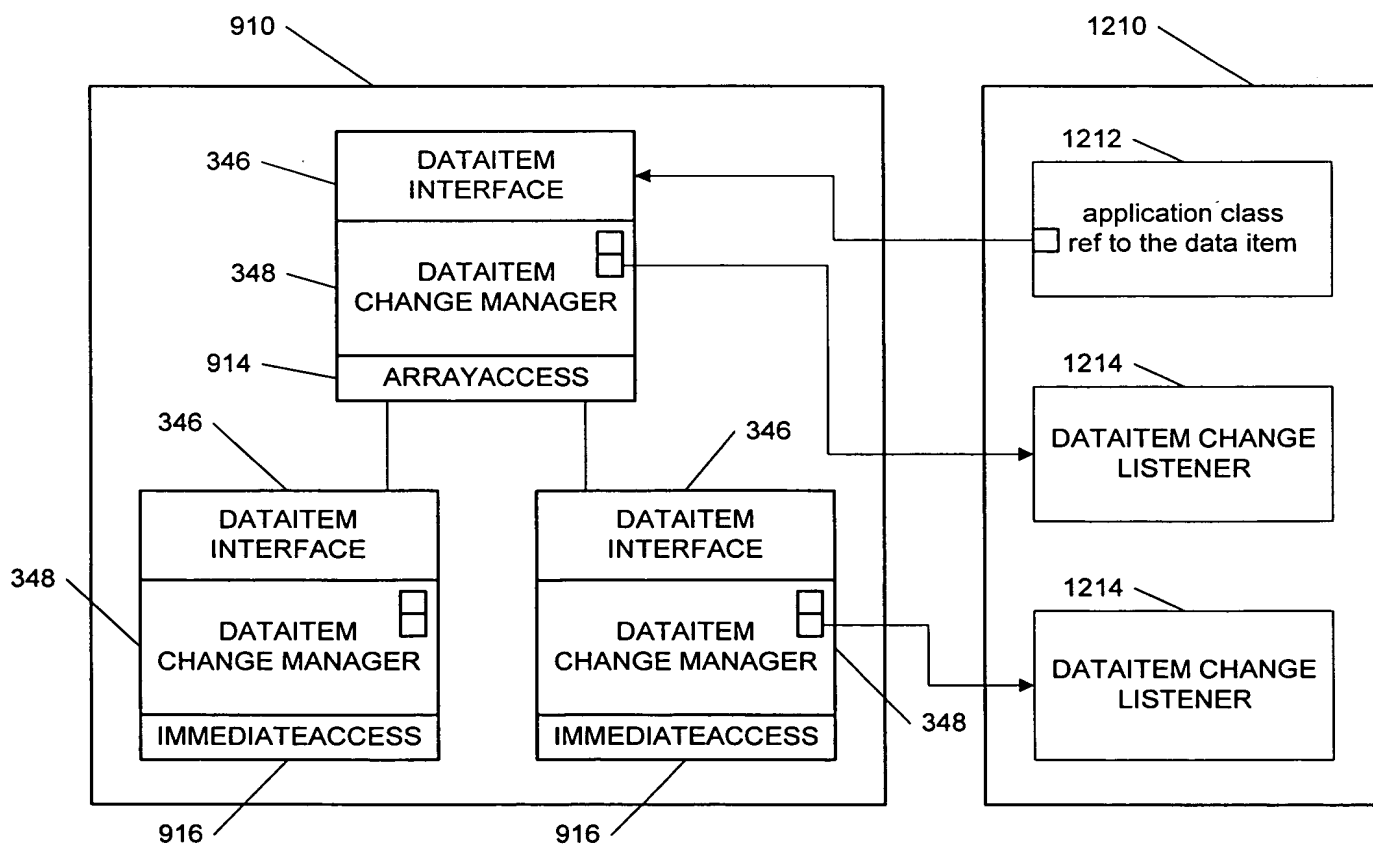 910
1210
346
DATAITEM
INTERFACE
1212
application class
ref to the data item
348
DATAITEM
CHANGE MANAGER
914
ARRAYACCESS
1214
DATAITEM CHANGE
LISTENER
346
346
DATAITEM
INTERFACE
DATAITEM
INTERFACE
348
DATAITEM
CHANGE MANAGER
DATAITEM
CHANGE MANAGER
1214
DATAITEM CHANGE
LISTENER
348
IMMEDIATEACCESS
IMMEDIATEACCESS
916
916